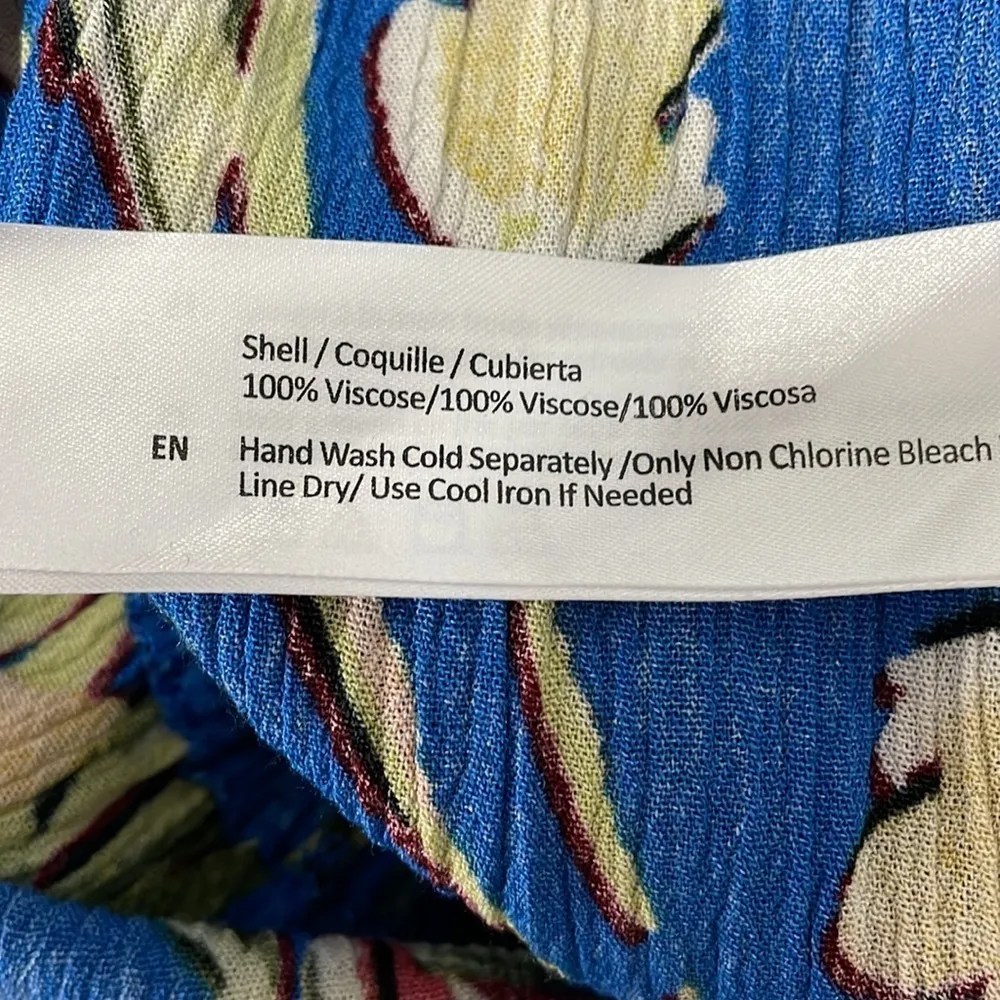 Shell / Coquille / Cubierta
100% Viscose/100% Viscose/100% Viscosa
EN Hand Wash Cold Separately /Only Non Chlorine Bleach
Line Dry/ Use Cool Iron If Needed